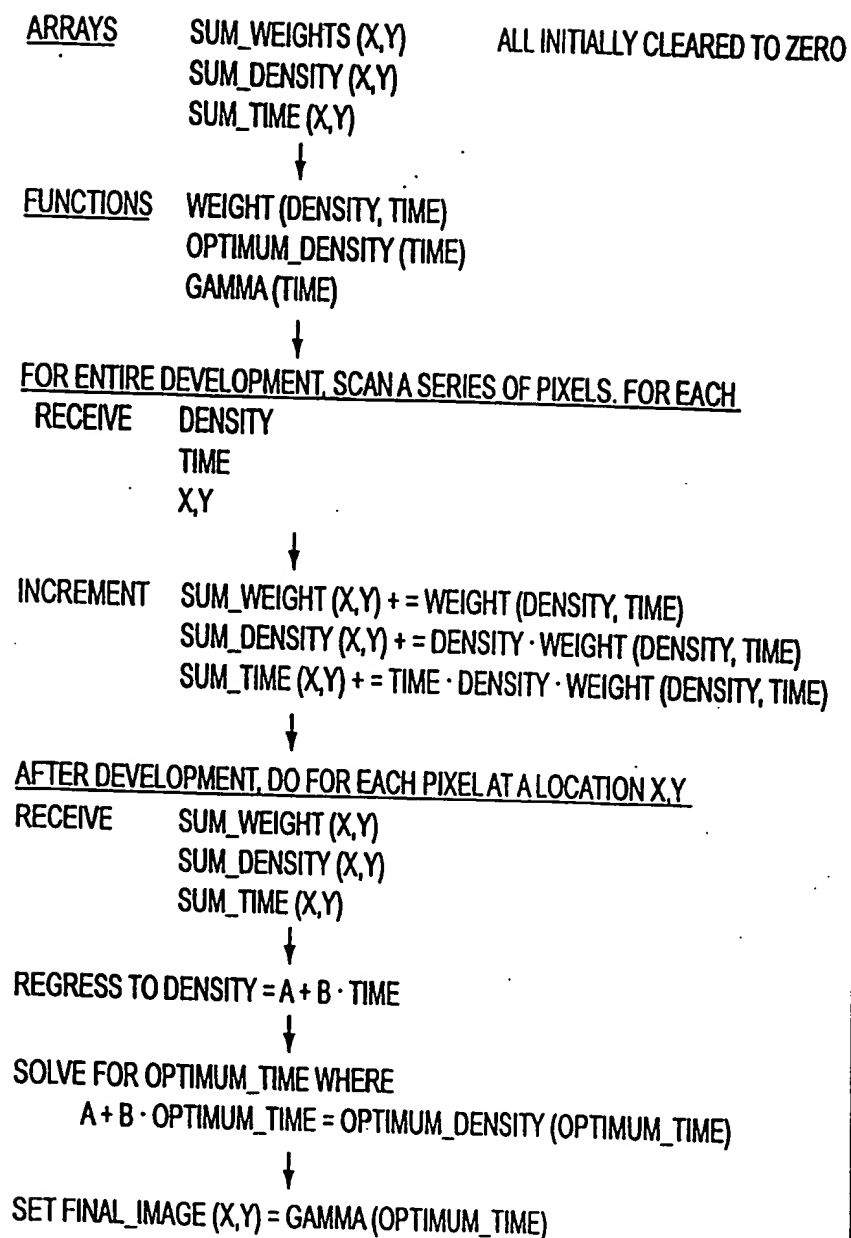 ARRAYS SUM_WEIGHTS (X,Y) ALL INITIALLY CLEARED TO ZERO
SUM_DENSITY (X,Y)
SUM_TIME (X,Y)
FUNCTIONS WEIGHT (DENSITY, TIME)
OPTIMUM_DENSITY (TIME)
GAMMA (TIME)
FOR ENTIRE DEVELOPMENT, SCAN A SERIES OF PIXELS. FOR EACH
RECEIVE DENSITY
TIME
X,Y
INCREMENT SUM_WEIGHT (X,Y) + = WEIGHT (DENSITY, TIME)
SUM_DENSITY (X,Y) + = DENSITY · WEIGHT (DENSITY, TIME)
SUM_TIME (X,Y) + = TIME · DENSITY · WEIGHT (DENSITY, TIME)
AFTER DEVELOPMENT, DO FOR EACH PIXEL AT A LOCATION X,Y
RECEIVE SUM_WEIGHT (X,Y)
SUM_DENSITY (X,Y)
SUM_TIME (X,Y)
REGRESS TO DENSITY = A + B · TIME
SOLVE FOR OPTIMUM_TIME WHERE
A + B · OPTIMUM_TIME = OPTIMUM_DENSITY (OPTIMUM_TIME)
SET FINAL_IMAGE (X,Y) = GAMMA (OPTIMUM_TIME)